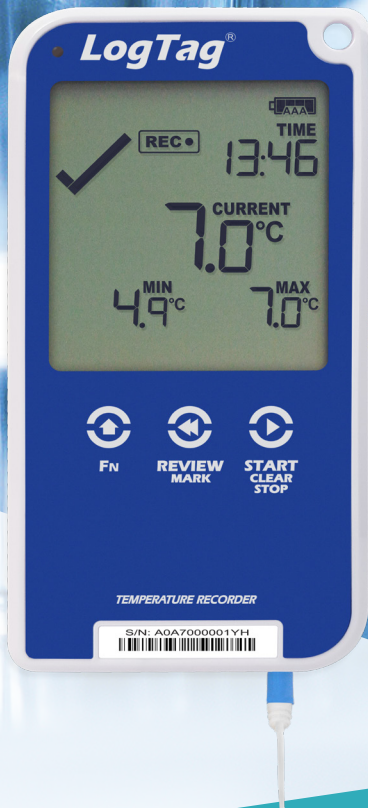 LogTag®
AAA
REC
TIME
13:46
CURRENT
7.0°C
MIN
4.9°C
MAX
7.0°C
FN
REVIEW
MARK
START
CLEAR
STOP
TEMPERATURE RECORDER
S/N: A0A7000001YH